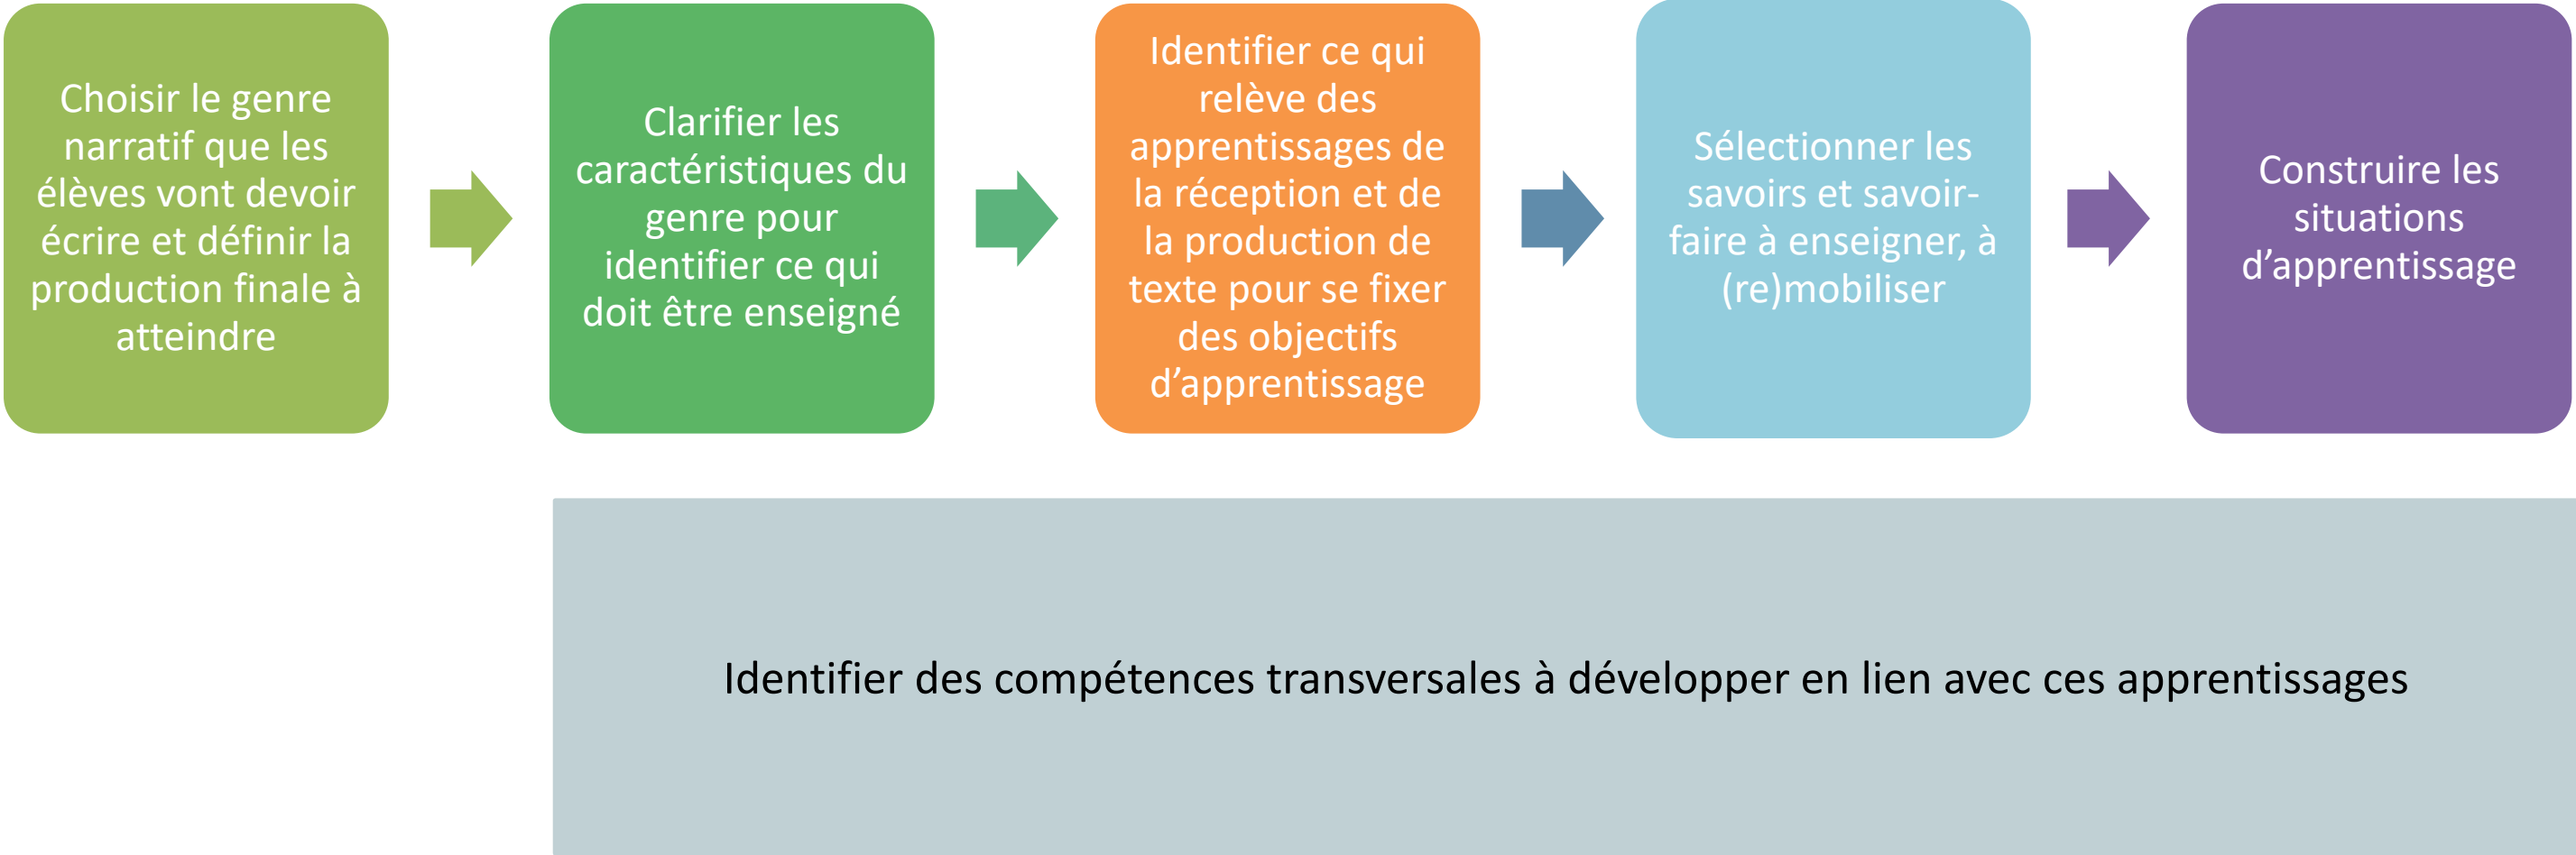 Choisir le genre
narratif que les
élèves vont devoir
écrire et définir la
production finale à
atteindre
Clarifier les
caractéristiques du
genre pour
identifier ce qui
doit être enseigné
Identifier ce qui
relève des
apprentissages de
la réception et de
la production de
texte pour se fixer
des objectifs
d’apprentissage
Sélectionner les
savoirs et savoir-
faire à enseigner, à
(re)mobiliser
Construire les
situations
d’apprentissage
Identifier des compétences transversales à développer en lien avec ces apprentissages